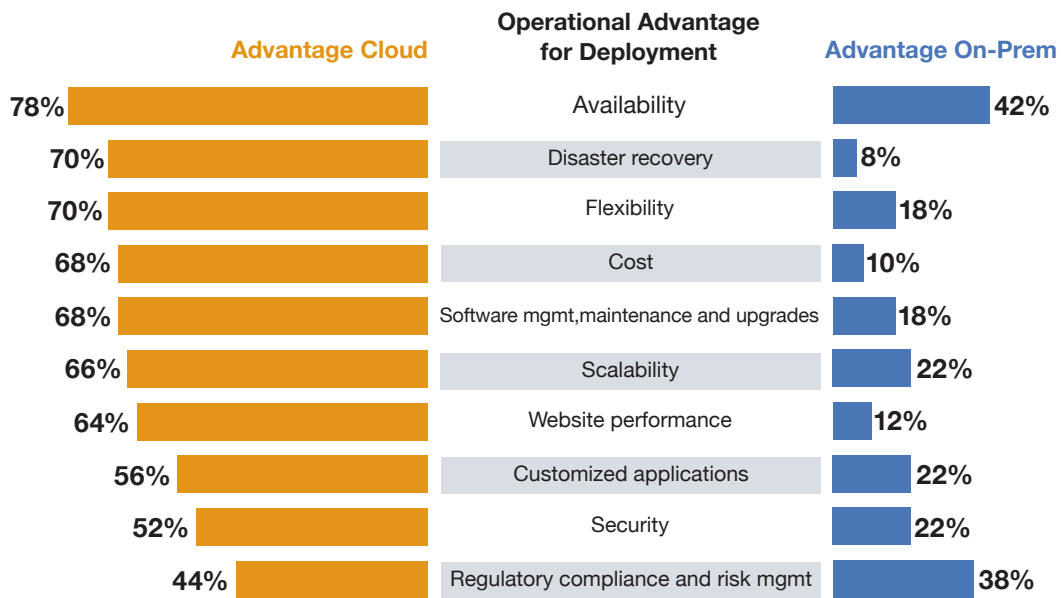 Operational Advantage
for Deployment
Advantage Cloud
Advantage On-Prem
78% Availability 42%
70% Disaster recovery 8%
70% Flexibility 18%
68% Cost 10%
68% Software mgmt,maintenance and upgrades 18%
66% Scalability 22%
64% Website performance 12%
56% Customized applications 22%
52% Security 22%
44% Regulatory compliance and risk mgmt 38%